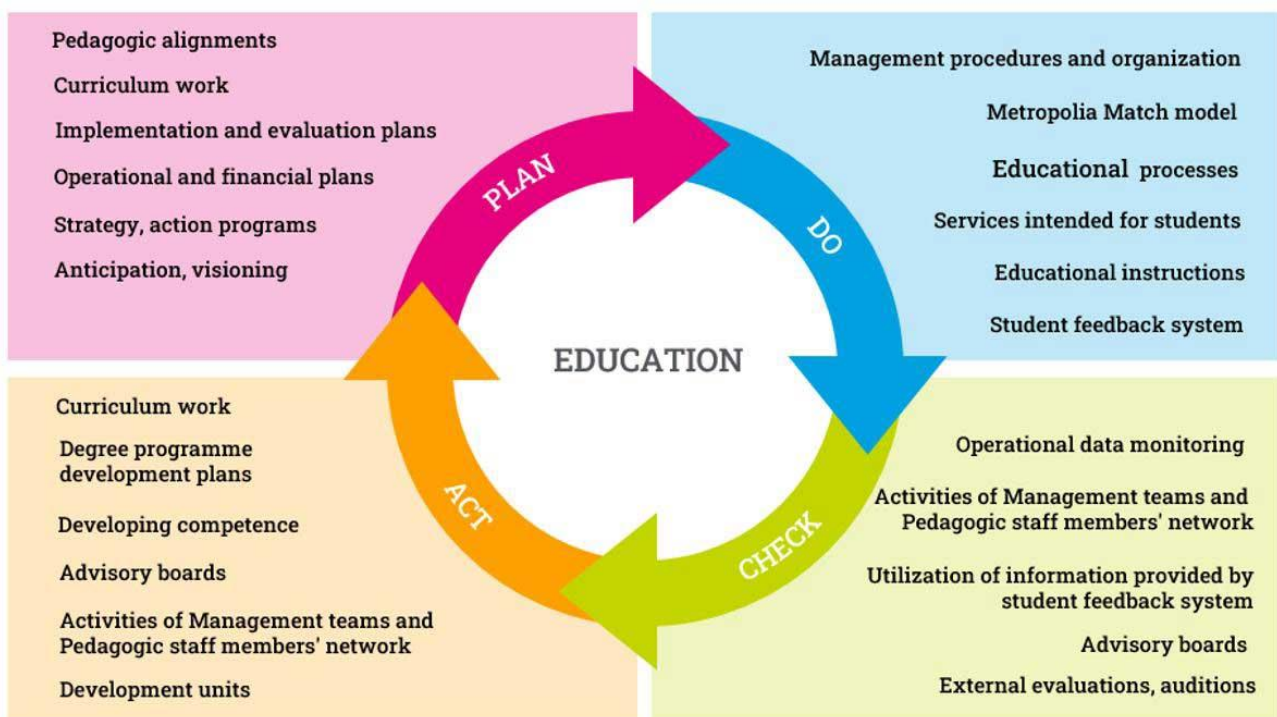 Pedagogic alignments
Curriculum work
Implementation and evaluation plans
Operational and financial plans
Strategy, action programs
Anticipation, visioning
PLAN
Management procedures and organization
Metropolia Match model
Educational processes
Services intended for students
Educational instructions
Student feedback system
DO
EDUCATION
Curriculum work
Degree programme
development plans
Developing competence
Advisory boards
Activities of Management teams and
Pedagogic staff members' network
Development units
ACT
Operational data monitoring
Activities of Management teams and
Pedagogic staff members' network
Utilization of information provided by
student feedback system
Advisory boards
External evaluations, auditions
CHECK